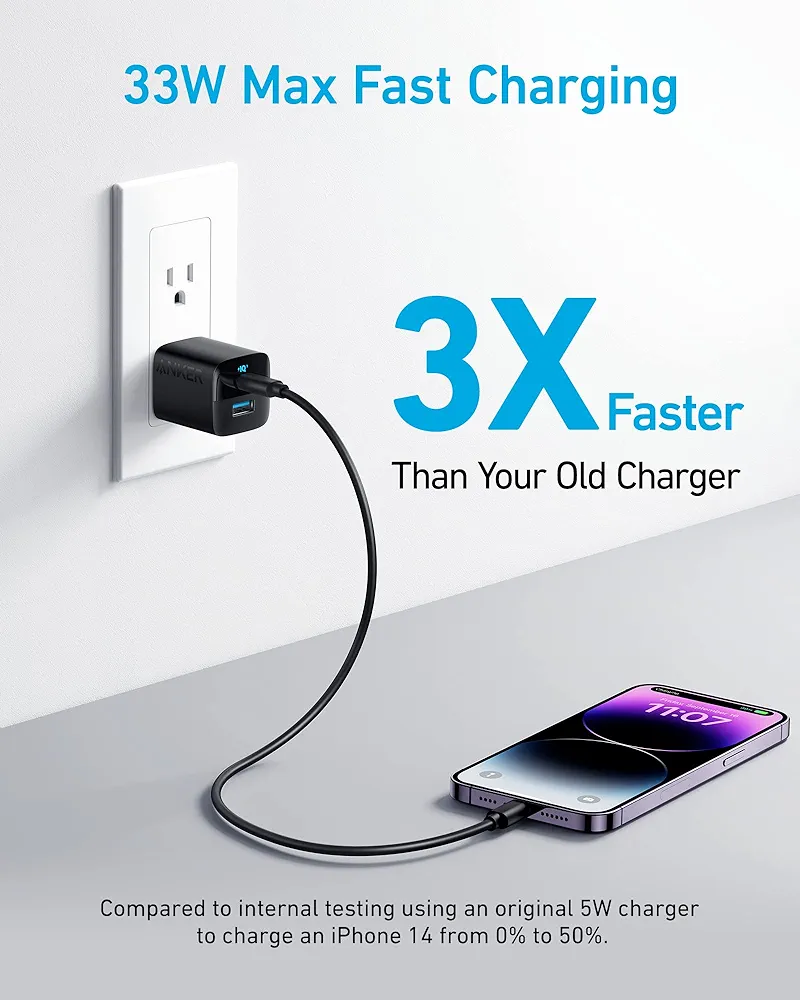 33W Max Fast Charging
ANKER
IQ
3X Faster
Than Your Old Charger
11:07
Compared to internal testing using an original 5W charger
to charge an iPhone 14 from 0% to 50%.